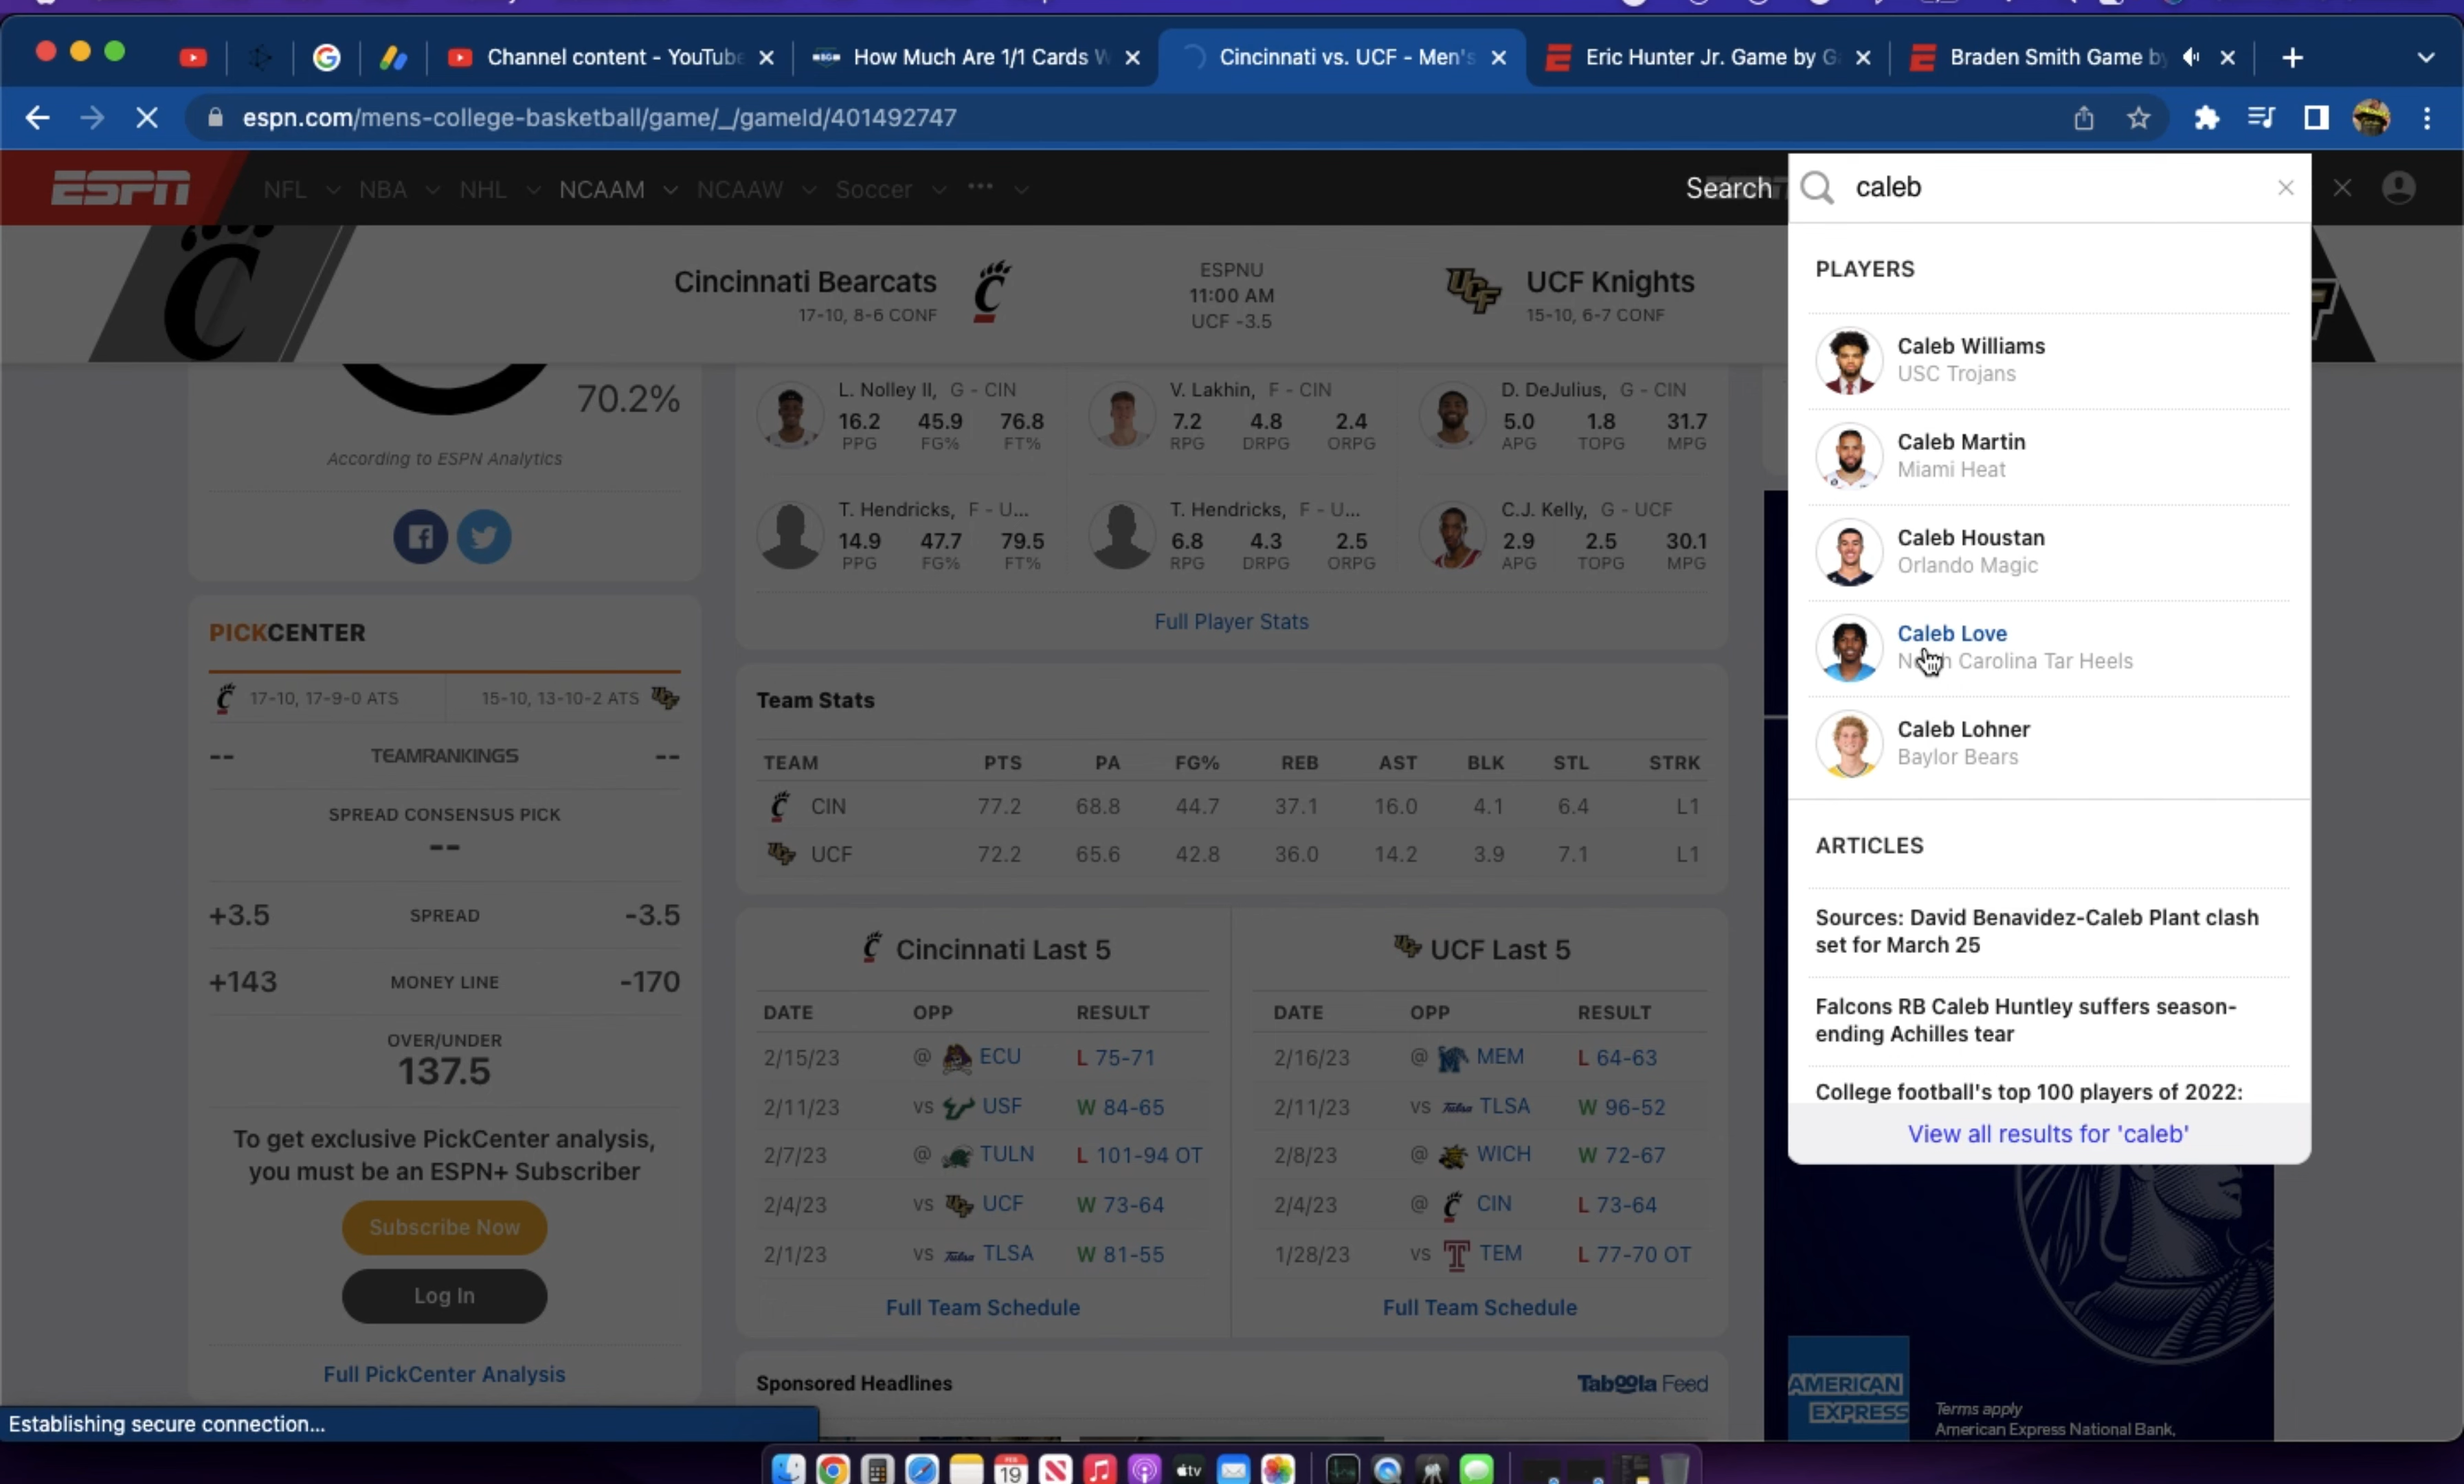 Channel content - YouTube
How Much Are 1/1 Cards W
Cincinnati vs. UCF - Men's
Eric Hunter Jr. Game by G
Braden Smith Game by
espn.com/mens-college-basketball/game/_/gameId/401492747
ESPN
NFL
NBA
NHL
NCAAM
NCAAW
Soccer
Search
caleb
Cincinnati Bearcats
17-10, 8-6 CONF
ESPNU
11:00 AM
UCF -3.5
UCF Knights
15-10, 6-7 CONF
70.2%
According to ESPN Analytics
L. Nolley II, G - CIN
16.2 45.9 76.8
PPG FG% FT%
V. Lakhin, F - CIN
7.2 4.8 2.4
RPG DRPG ORPG
D. DeJulius, G - CIN
5.0 1.8 31.7
APG TOPG MPG
T. Hendricks, F - U...
14.9 47.7 79.5
PPG FG% FT%
T. Hendricks, F - U...
6.8 4.3 2.5
RPG DRPG ORPG
C.J. Kelly, G - UCF
2.9 2.5 30.1
APG TOPG MPG
Full Player Stats
PICKCENTER
17-10, 17-9-0 ATS
15-10, 13-10-2 ATS
-- TEAMRANKINGS --
SPREAD CONSENSUS PICK
--
+3.5 SPREAD -3.5
+143 MONEY LINE -170
OVER/UNDER
137.5
To get exclusive PickCenter analysis,
you must be an ESPN+ Subscriber
Subscribe Now
Log In
Full PickCenter Analysis
Team Stats
TEAM PTS PA FG% REB AST BLK STL STRK
CIN 77.2 68.8 44.7 37.1 16.0 4.1 6.4 L1
UCF 72.2 65.6 42.8 36.0 14.2 3.9 7.1 L1
Cincinnati Last 5
DATE OPP RESULT
2/15/23 @ ECU L 75-71
2/11/23 vs USF W 84-65
2/7/23 @ TULN L 101-94 OT
2/4/23 vs UCF W 73-64
2/1/23 vs Tulsa TLSA W 81-55
Full Team Schedule
UCF Last 5
DATE OPP RESULT
2/16/23 @ MEM L 64-63
2/11/23 vs Tulsa TLSA W 96-52
2/8/23 @ WICH W 72-67
2/4/23 @ CIN L 73-64
1/28/23 vs TEM L 77-70 OT
Full Team Schedule
Sponsored Headlines
Taboola Feed
PLAYERS
Caleb Williams
USC Trojans
Caleb Martin
Miami Heat
Caleb Houstan
Orlando Magic
Caleb Love
North Carolina Tar Heels
Caleb Lohner
Baylor Bears
ARTICLES
Sources: David Benavidez-Caleb Plant clash
set for March 25
Falcons RB Caleb Huntley suffers season-
ending Achilles tear
College football's top 100 players of 2022:
View all results for 'caleb'
AMERICAN
EXPRESS
Terms apply
American Express National Bank,
Establishing secure connection...
FEB
19
tv